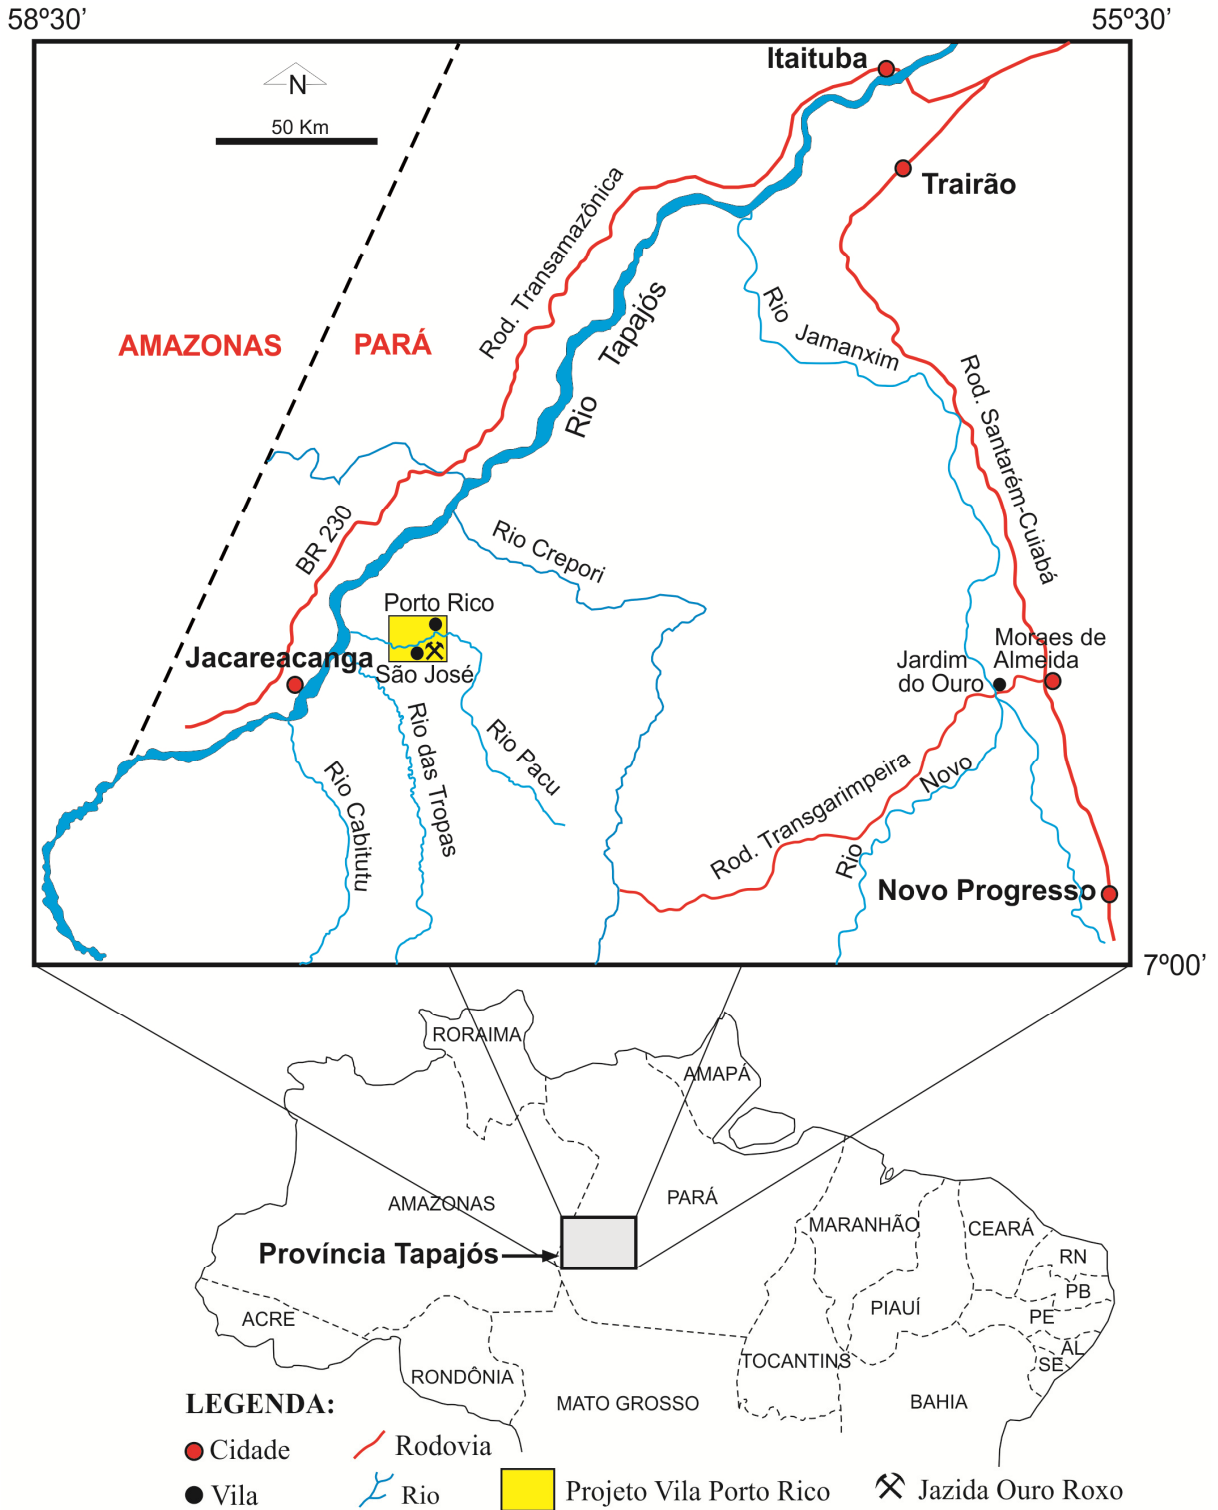 58º30’
55º30’
Itaituba
N
50 Km
Trairão
Rod. Transamazônica
Rio
Tapajós
Rio
Jamanxim
AMAZONAS
PARÁ
Rod. Santarém-Cuiabá
BR 230
Rio Crepori
Porto Rico
Jacareacanga
São José
Moraes de
Almeida
Jardim
do Ouro
Rio das Tropas
Rio Pacu
Rio Cabitutu
Rod. Transgarimpeira
Rio
Novo
Novo Progresso
7º00’
RORAIMA
AMAPÁ
AMAZONAS
PARÁ
MARANHÃO
CEARÁ
Província Tapajós
RN
PB
PIAUÍ
PE
ACRE
AL
SE
TOCANTINS
RONDÔNIA
MATO GROSSO
BAHIA
LEGENDA:
Cidade
Rodovia
Vila
Rio
Projeto Vila Porto Rico
Jazida Ouro Roxo